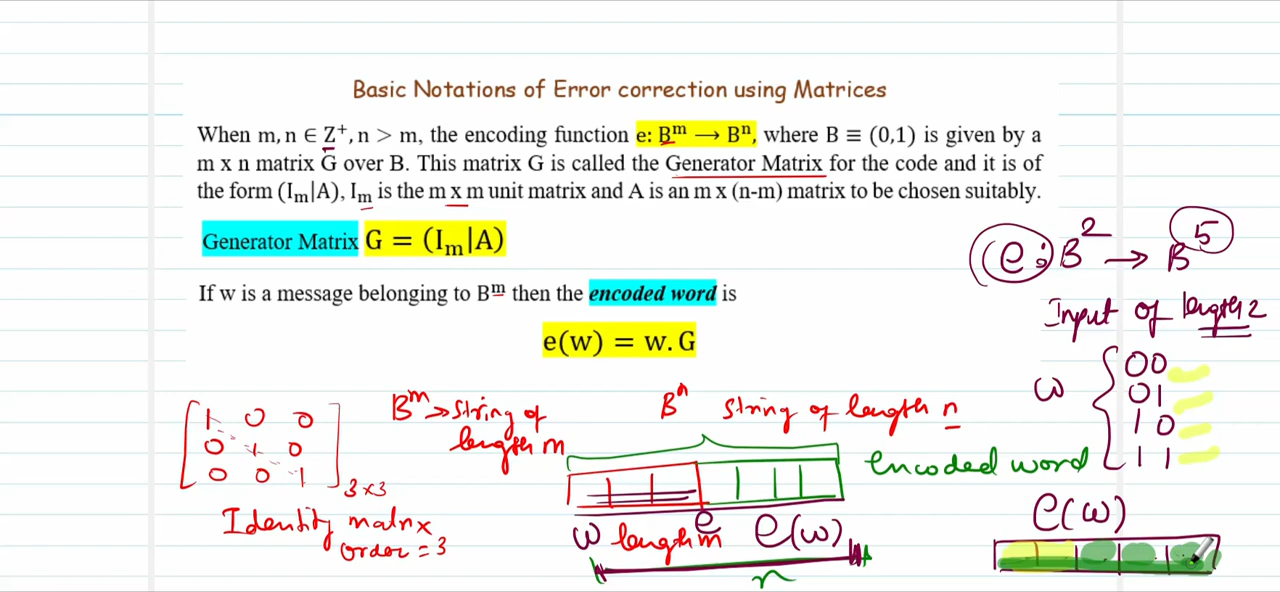 Basic Notations of Error correction using Matrices
When m, n ∈ Z⁺, n > m, the encoding function e: Bᵐ → Bⁿ, where B ≡ (0,1) is given by a
m x n matrix G over B. This matrix G is called the Generator Matrix for the code and it is of
the form (Iₘ|A), Iₘ is the m x m unit matrix and A is an m x (n-m) matrix to be chosen suitably.
Generator Matrix G = (Iₘ|A)
If w is a message belonging to Bᵐ then the encoded word is
e(w) = w. G
1 0 0
0 1 0
0 0 1
3x3
Identity matrix
order = 3
Bᵐ → string of
length m
Bⁿ string of length n
encoded word
w length m e e(w)
n
e: B² → B⁵
Input of length 2
w { 00
01
10
11
e(w)